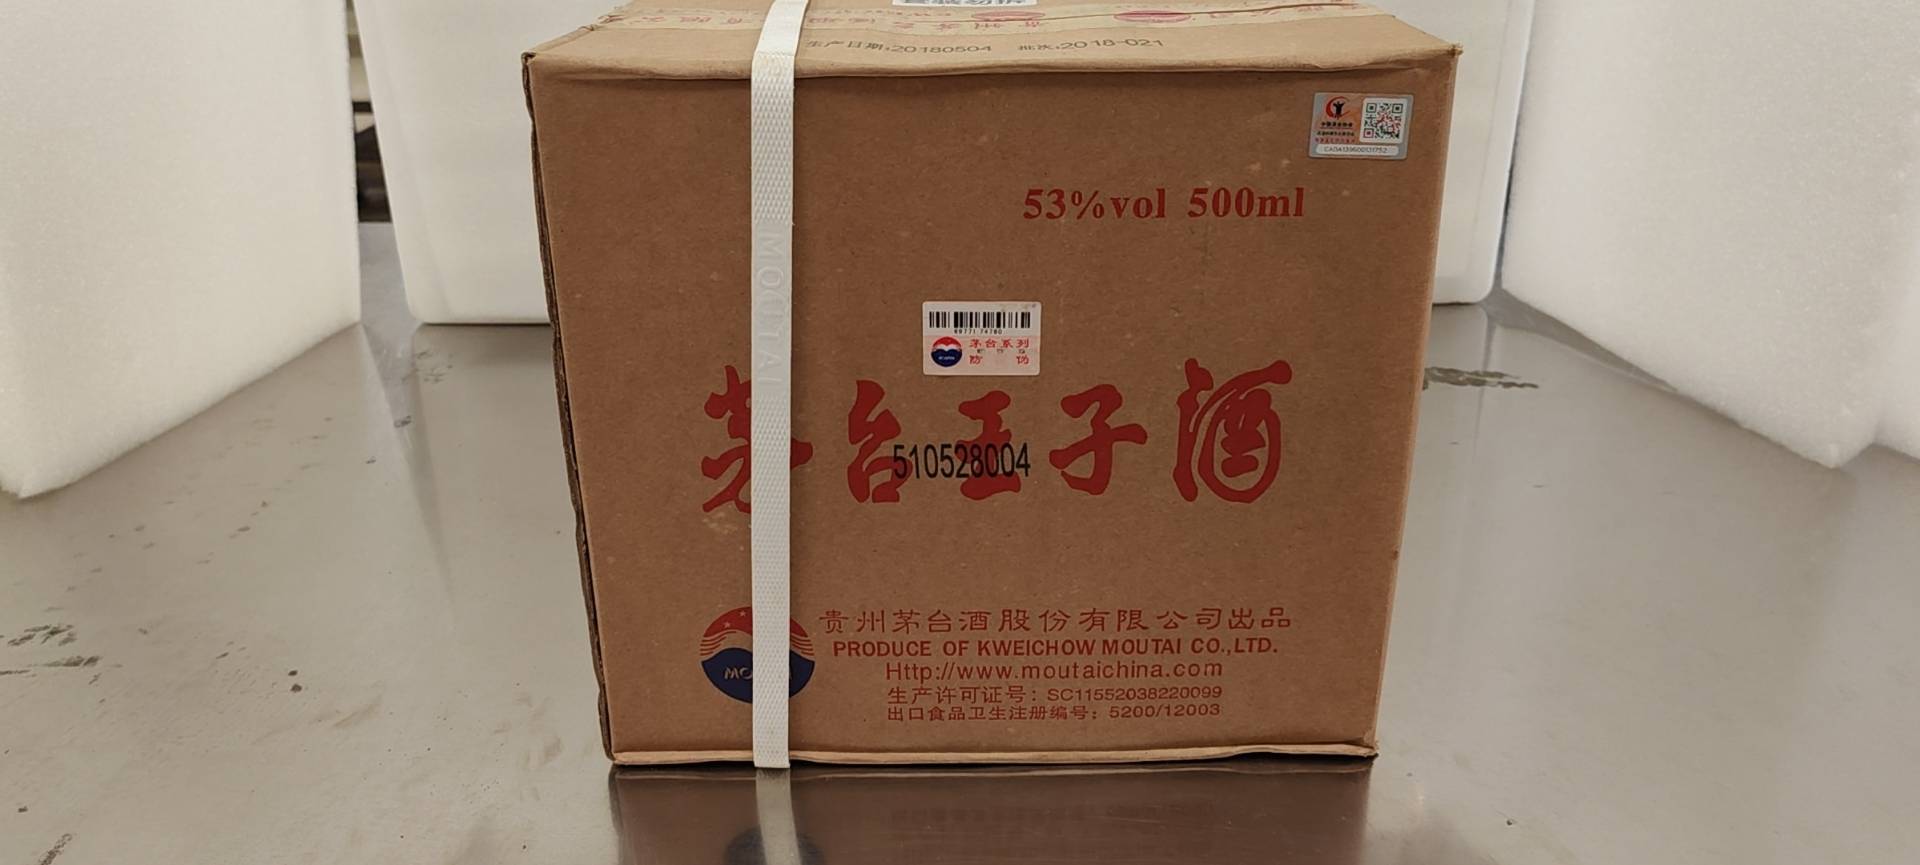 生产日期:20180504 批次:2018-021
CADA139600131752
53%vol 500ml
MOUTAI
69771 74780
茅台系列
防伪
茅台王子酒
510528004
贵州茅台酒股份有限公司出品
PRODUCE OF KWEICHOW MOUTAI CO.,LTD.
Http://www.moutaichina.com
生产许可证号: SC11552038220099
出口食品卫生注册编号: 5200/12003